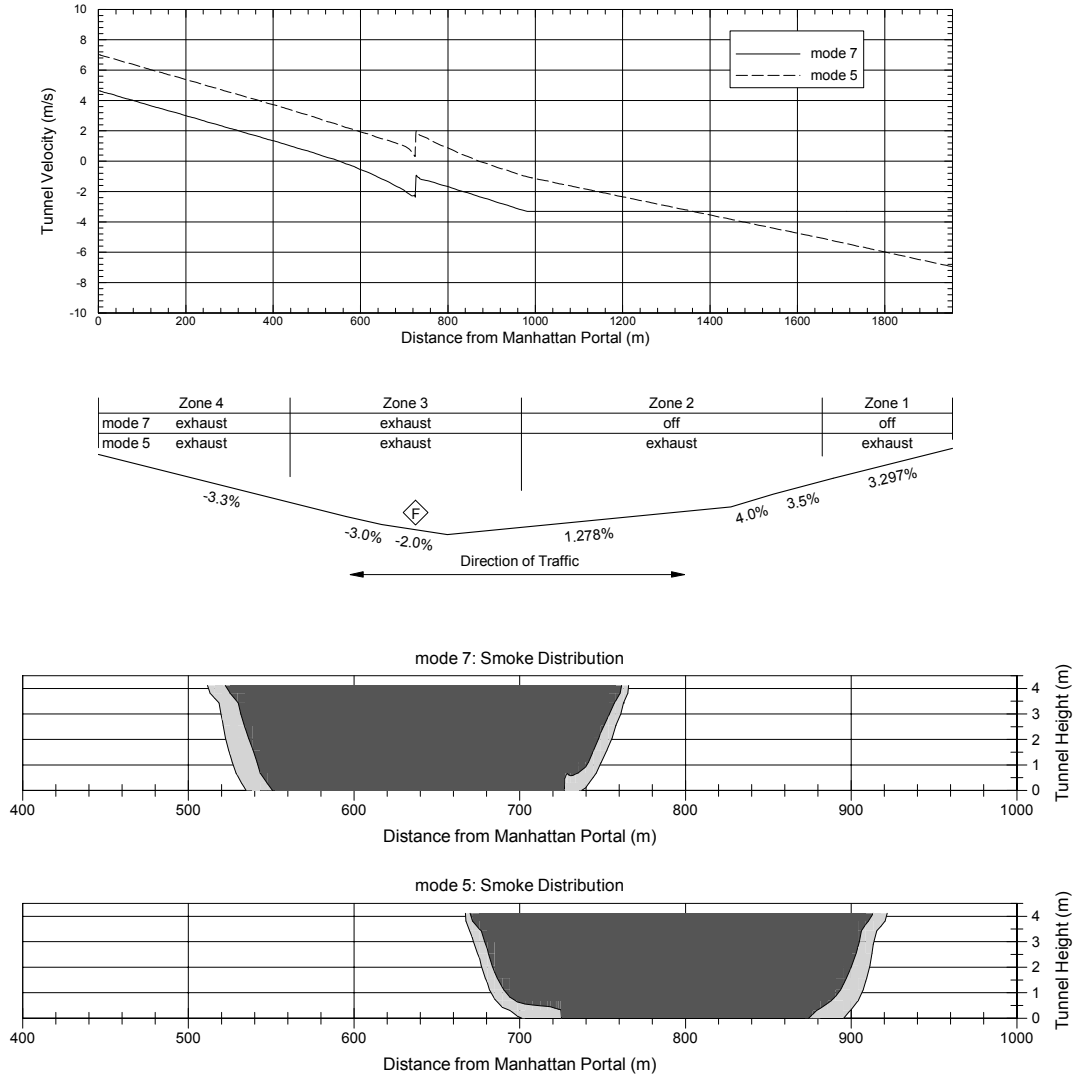 10
8
6
4
2
0
-2
-4
-6
-8
-10
Tunnel Velocity (m/s)
mode 7
mode 5
0 200 400 600 800 1000 1200 1400 1600 1800
Distance from Manhattan Portal (m)
Zone 4 Zone 3 Zone 2 Zone 1
mode 7 exhaust exhaust off off
mode 5 exhaust exhaust exhaust exhaust
-3.3%
-3.0%
-2.0%
F
1.278%
4.0%
3.5%
3.297%
Direction of Traffic
mode 7: Smoke Distribution
4
3
2
1
0
Tunnel Height (m)
400 500 600 700 800 900 1000
Distance from Manhattan Portal (m)
mode 5: Smoke Distribution
4
3
2
1
0
Tunnel Height (m)
400 500 600 700 800 900 1000
Distance from Manhattan Portal (m)